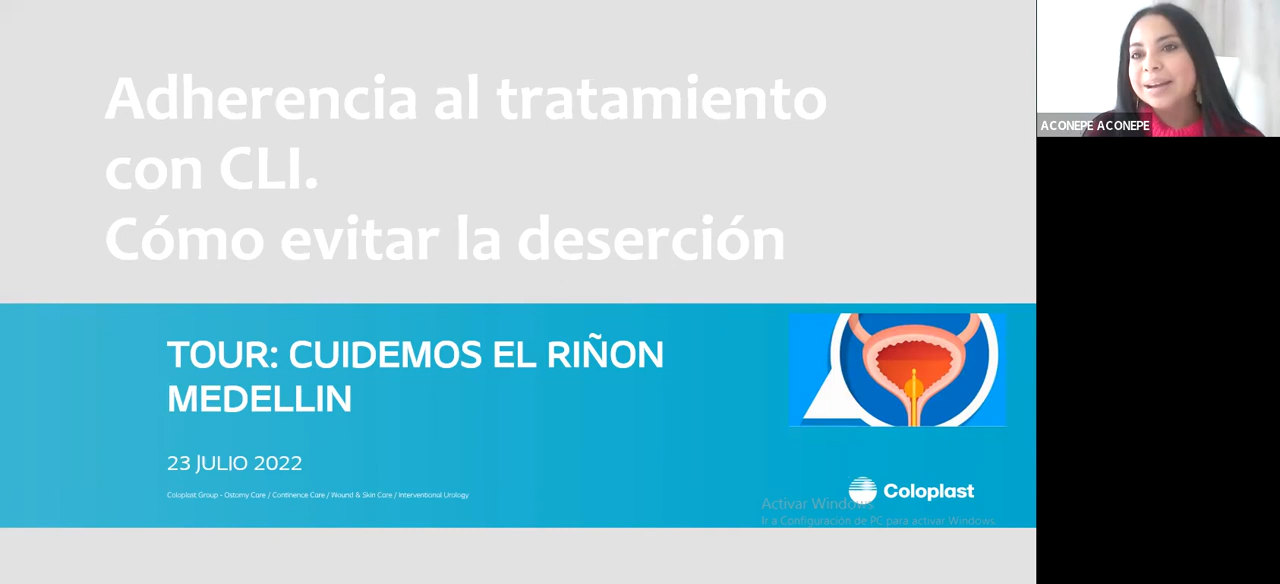 Adherencia al tratamiento
con CLI.
Cómo evitar la deserción
TOUR: CUIDEMOS EL RIÑON
MEDELLIN
23 JULIO 2022
Coloplast Group - Ostomy Care / Continence Care / Wound & Skin Care / Interventional Urology
Coloplast
Activar Windows
Ir a Configuración de PC para activar Windows.
ACONEPE ACONEPE